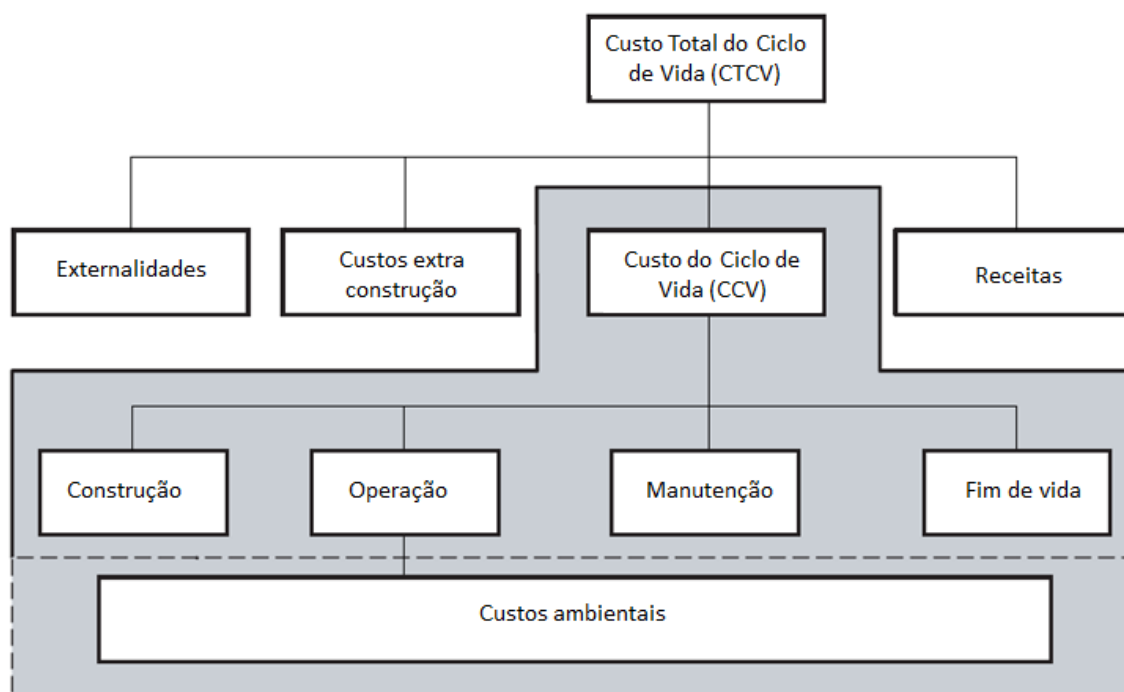 Custo Total do Ciclo
de Vida (CTCV)
Externalidades
Custos extra
construção
Custo do Ciclo de
Vida (CCV)
Receitas
Construção
Operação
Manutenção
Fim de vida
Custos ambientais